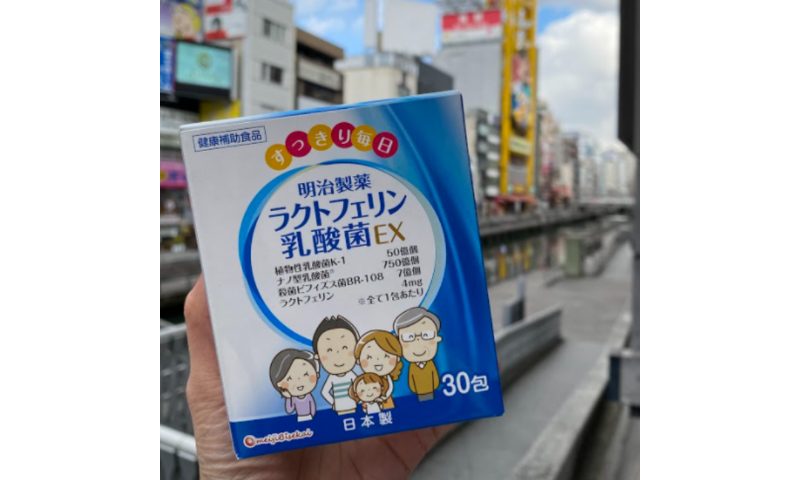 健康補助食品
すっきり毎日
明治製薬
ラクトフェリン
乳酸菌EX
植物性乳酸菌K-1 50億個
ナノ型乳酸菌 750億個
殺菌ビフィズス菌BR-108 7億個
ラクトフェリン 4mg
※全て1包あたり
30包
日本製
meijiBisekai